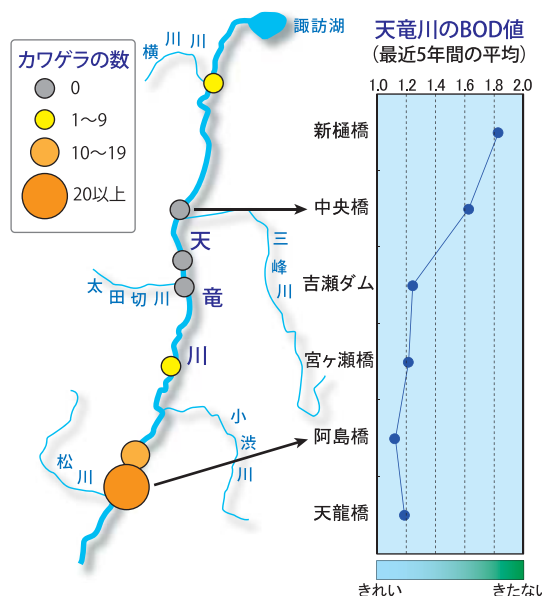 天竜川のBOD値
(最近5年間の平均)
1.0 1.2 1.4 1.6 1.8 2.0
諏訪湖
横川川
カワゲラの数
0
1〜9
10〜19
20以上
新樋橋
中央橋
吉瀬ダム
宮ヶ瀬橋
阿島橋
天龍橋
天竜川
三峰川
太田切川
小渋川
松川
きれい
きたない